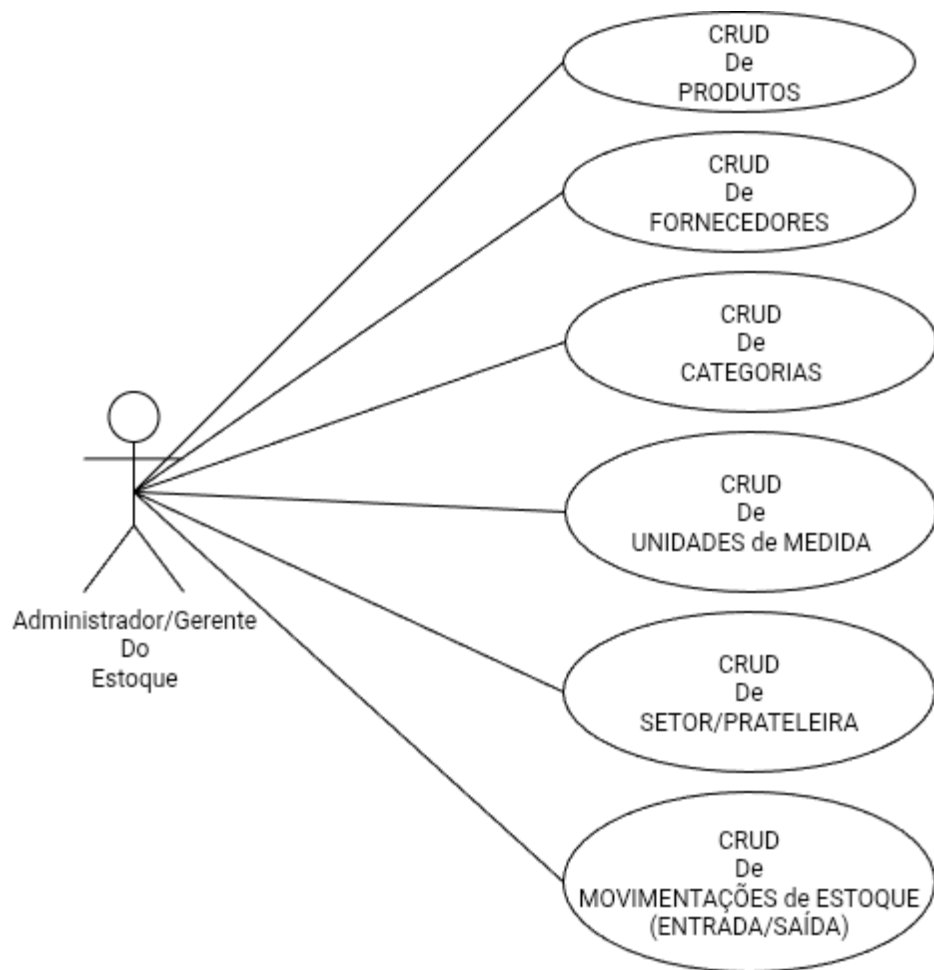 CRUD
De
PRODUTOS
CRUD
De
FORNECEDORES
CRUD
De
CATEGORIAS
CRUD
De
UNIDADES de MEDIDA
CRUD
De
SETOR/PRATELEIRA
CRUD
De
MOVIMENTAÇÕES de ESTOQUE
(ENTRADA/SAÍDA)
Administrador/Gerente
Do
Estoque